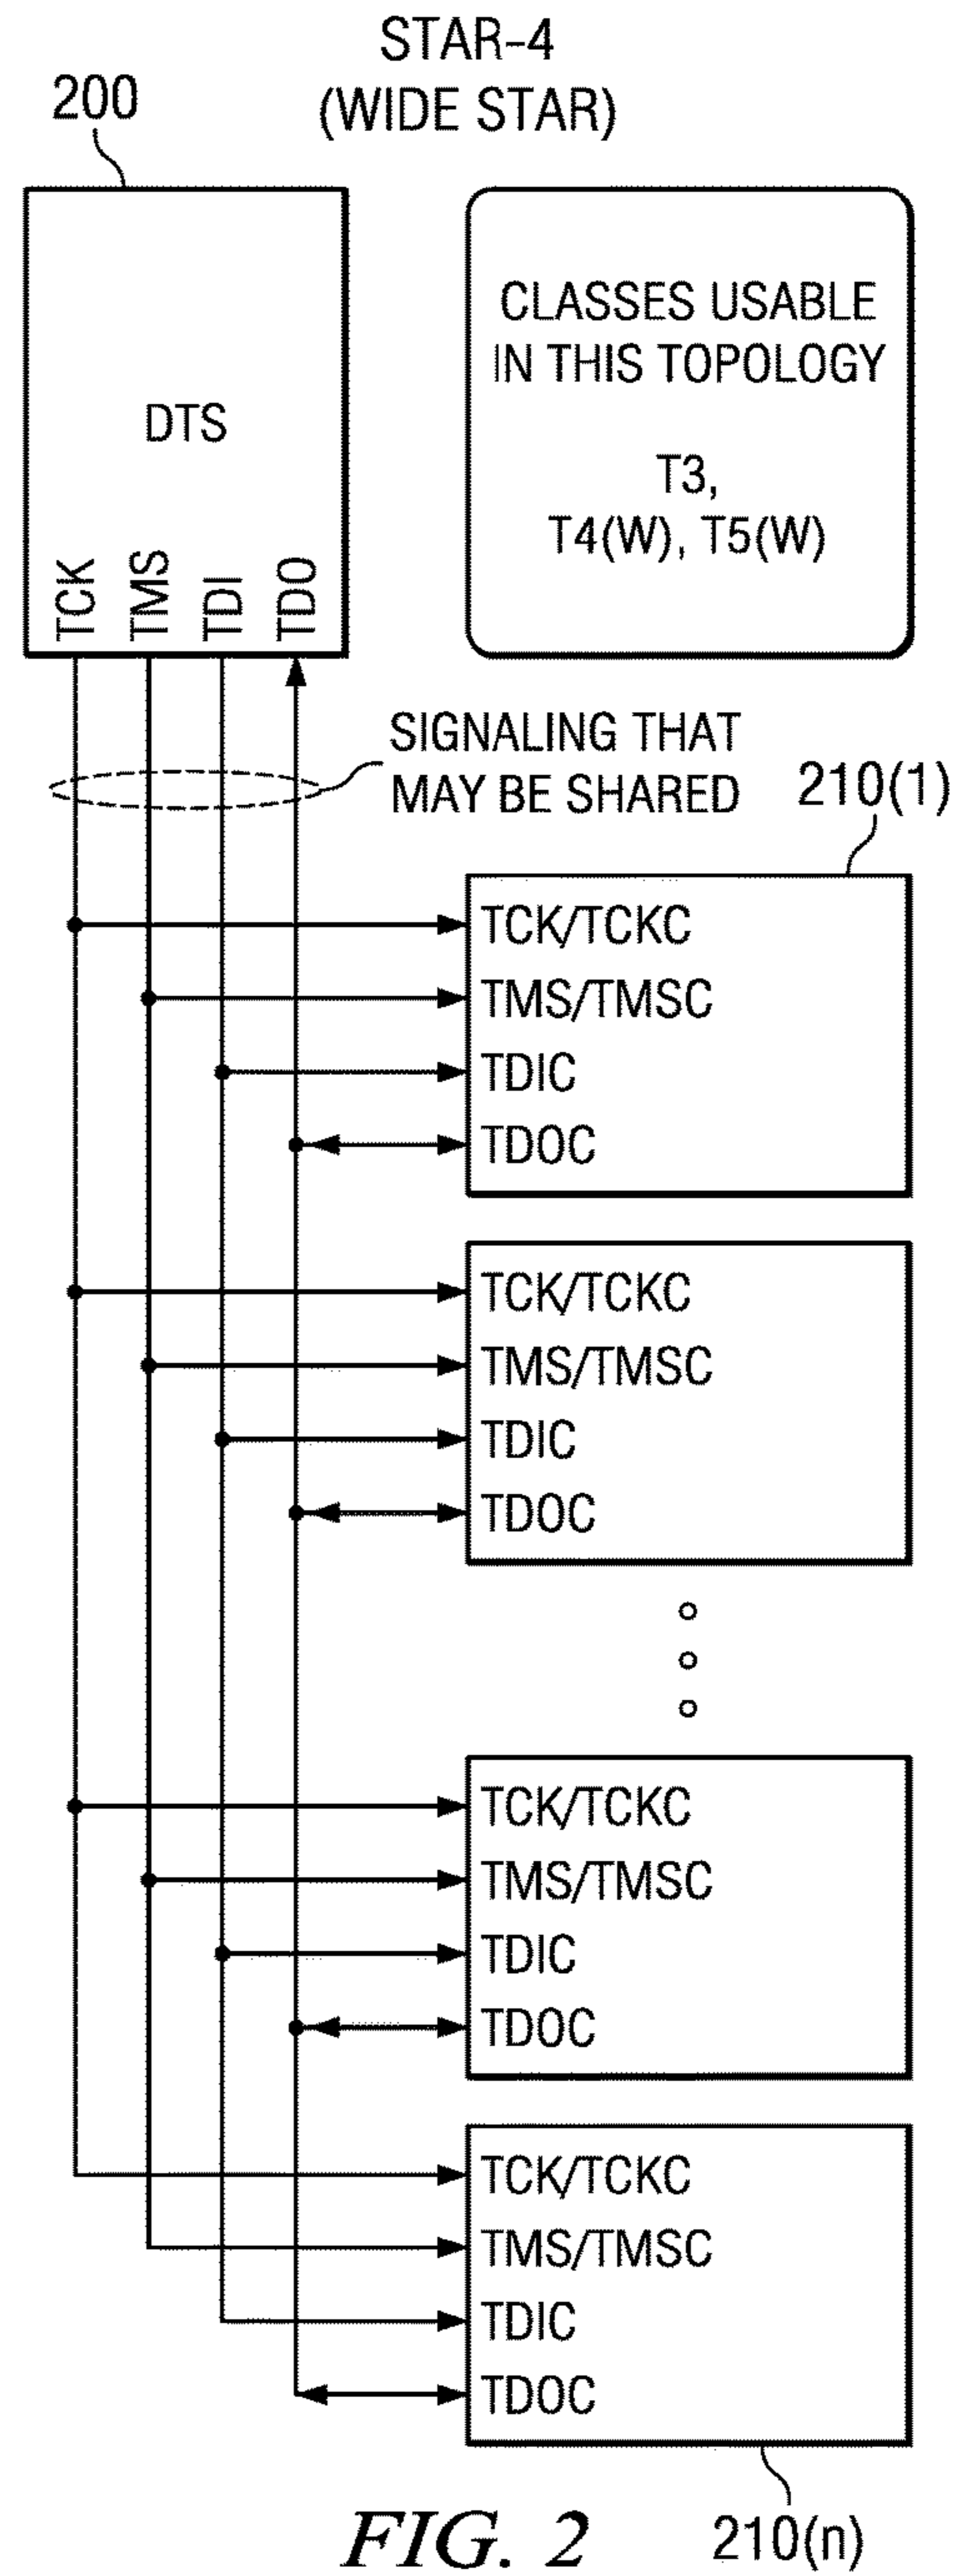 STAR-4
(WIDE STAR)
200
DTS
TCK
TMS
TDI
TDO
CLASSES USABLE
IN THIS TOPOLOGY
T3,
T4(W), T5(W)
SIGNALING THAT
MAY BE SHARED
210(1)
TCK/TCKC
TMS/TMSC
TDIC
TDOC
TCK/TCKC
TMS/TMSC
TDIC
TDOC
TCK/TCKC
TMS/TMSC
TDIC
TDOC
TCK/TCKC
TMS/TMSC
TDIC
TDOC
210(n)
FIG. 2